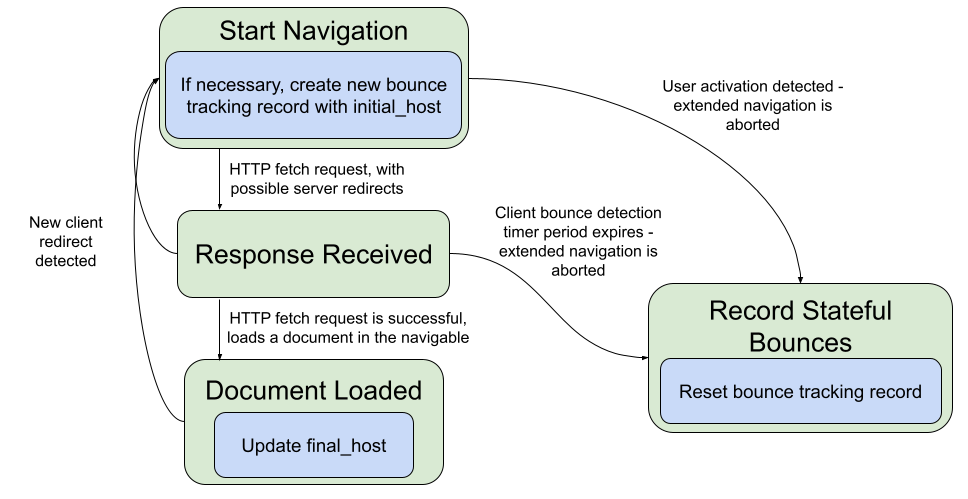 Start Navigation
If necessary, create new bounce
tracking record with initial_host
User activation detected -
extended navigation is
aborted
HTTP fetch request, with
possible server redirects
New client
redirect
detected
Response Received
Client bounce detection
timer period expires -
extended navigation is
aborted
HTTP fetch request is successful,
loads a document in the navigable
Record Stateful
Bounces
Reset bounce tracking record
Document Loaded
Update final_host